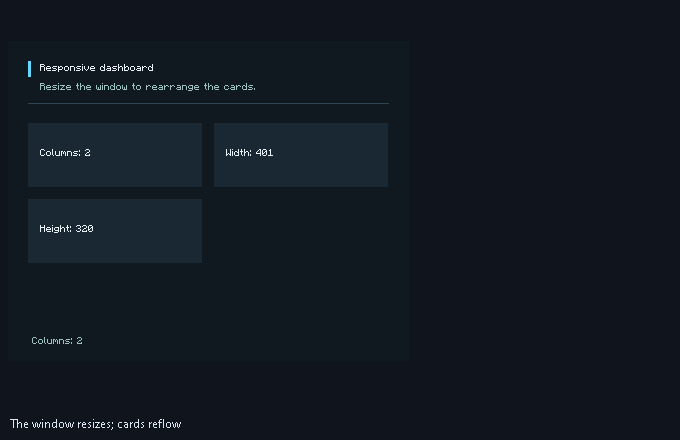 Responsive dashboard
Resize the window to rearrange the cards.
Columns: 2
Width: 401
Height: 320
Columns: 2
The window resizes; cards reflow